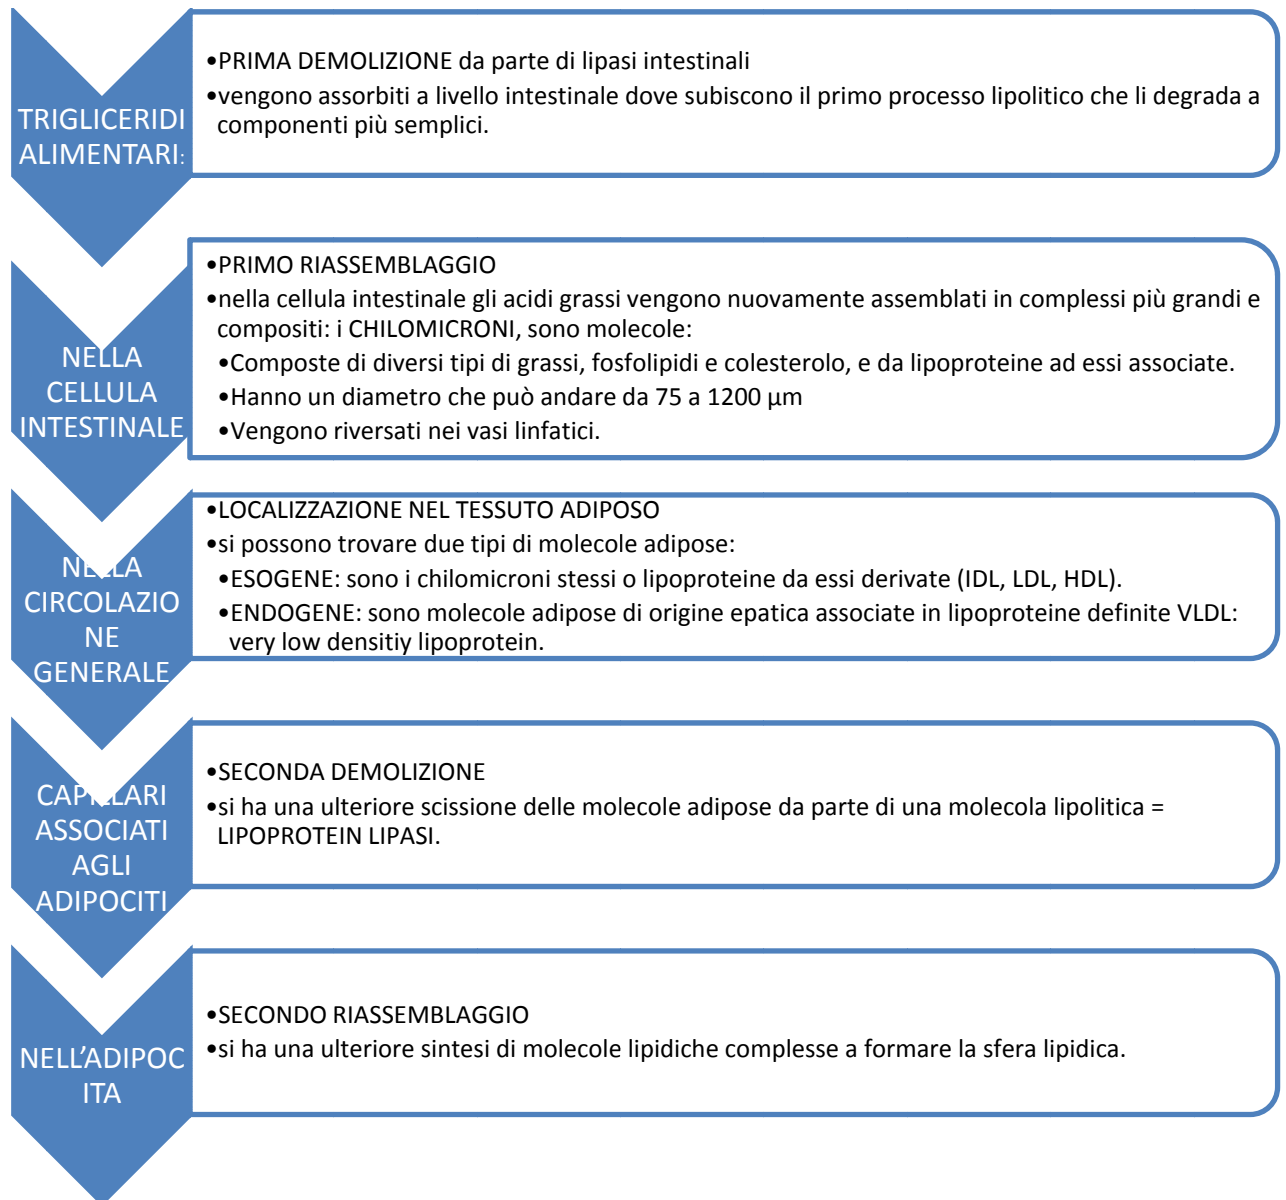 TRIGLICERIDI
ALIMENTARI:
•PRIMA DEMOLIZIONE da parte di lipasi intestinali
•vengono assorbiti a livello intestinale dove subiscono il primo processo lipolitico che li degrada a
componenti più semplici.
NELLA
CELLULA
INTESTINALE
•PRIMO RIASSEMBLAGGIO
•nella cellula intestinale gli acidi grassi vengono nuovamente assemblati in complessi più grandi e
compositi: i CHILOMICRONI, sono molecole:
•Composte di diversi tipi di grassi, fosfolipidi e colesterolo, e da lipoproteine ad essi associate.
•Hanno un diametro che può andare da 75 a 1200 μm
•Vengono riversati nei vasi linfatici.
NELLA
CIRCOLAZIO
NE
GENERALE
•LOCALIZZAZIONE NEL TESSUTO ADIPOSO
•si possono trovare due tipi di molecole adipose:
•ESOGENE: sono i chilomicroni stessi o lipoproteine da essi derivate (IDL, LDL, HDL).
•ENDOGENE: sono molecole adipose di origine epatica associate in lipoproteine definite VLDL:
very low densitiy lipoprotein.
CAPILLARI
ASSOCIATI
AGLI
ADIPOCITI
•SECONDA DEMOLIZIONE
•si ha una ulteriore scissione delle molecole adipose da parte di una molecola lipolitica =
LIPOPROTEIN LIPASI.
NELL'ADIPOC
ITA
•SECONDO RIASSEMBLAGGIO
•si ha una ulteriore sintesi di molecole lipidiche complesse a formare la sfera lipidica.